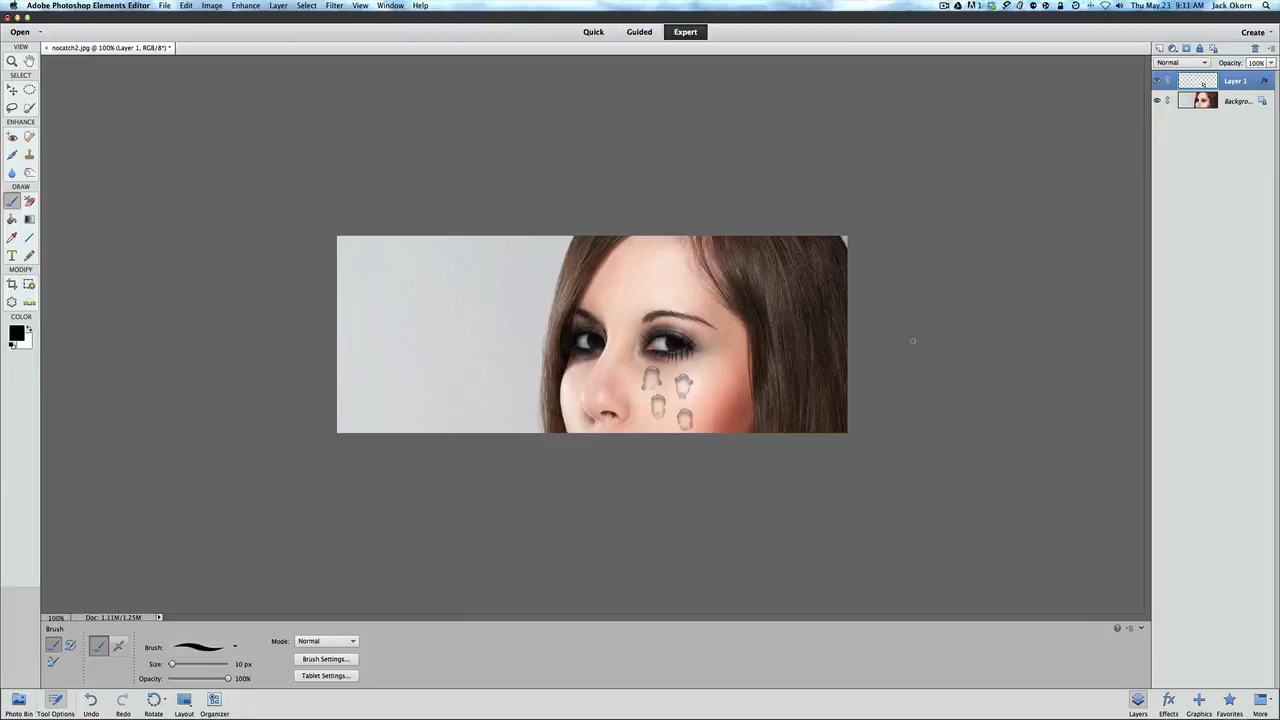 Adobe Photoshop Elements Editor File Edit Image Enhance Layer Select Filter View Window Help
1 Thu May 23 9:11 AM Jack Okorn
Open Quick Guided Expert Create
VIEW
nocatch2.jpg @ 100% (Layer 1, RGB/8*) *
Normal Opacity: 100%
SELECT
Layer 1 fx
Backgro...
ENHANCE
DRAW
T
MODIFY
COLOR
100% Doc: 1.11M/1.25M
Brush
Brush: Mode: Normal
Size: 10 px Brush Settings...
Opacity: 100% Tablet Settings...
Photo Bin Tool Options Undo Redo Rotate Layout Organizer Layers Effects Graphics Favorites More